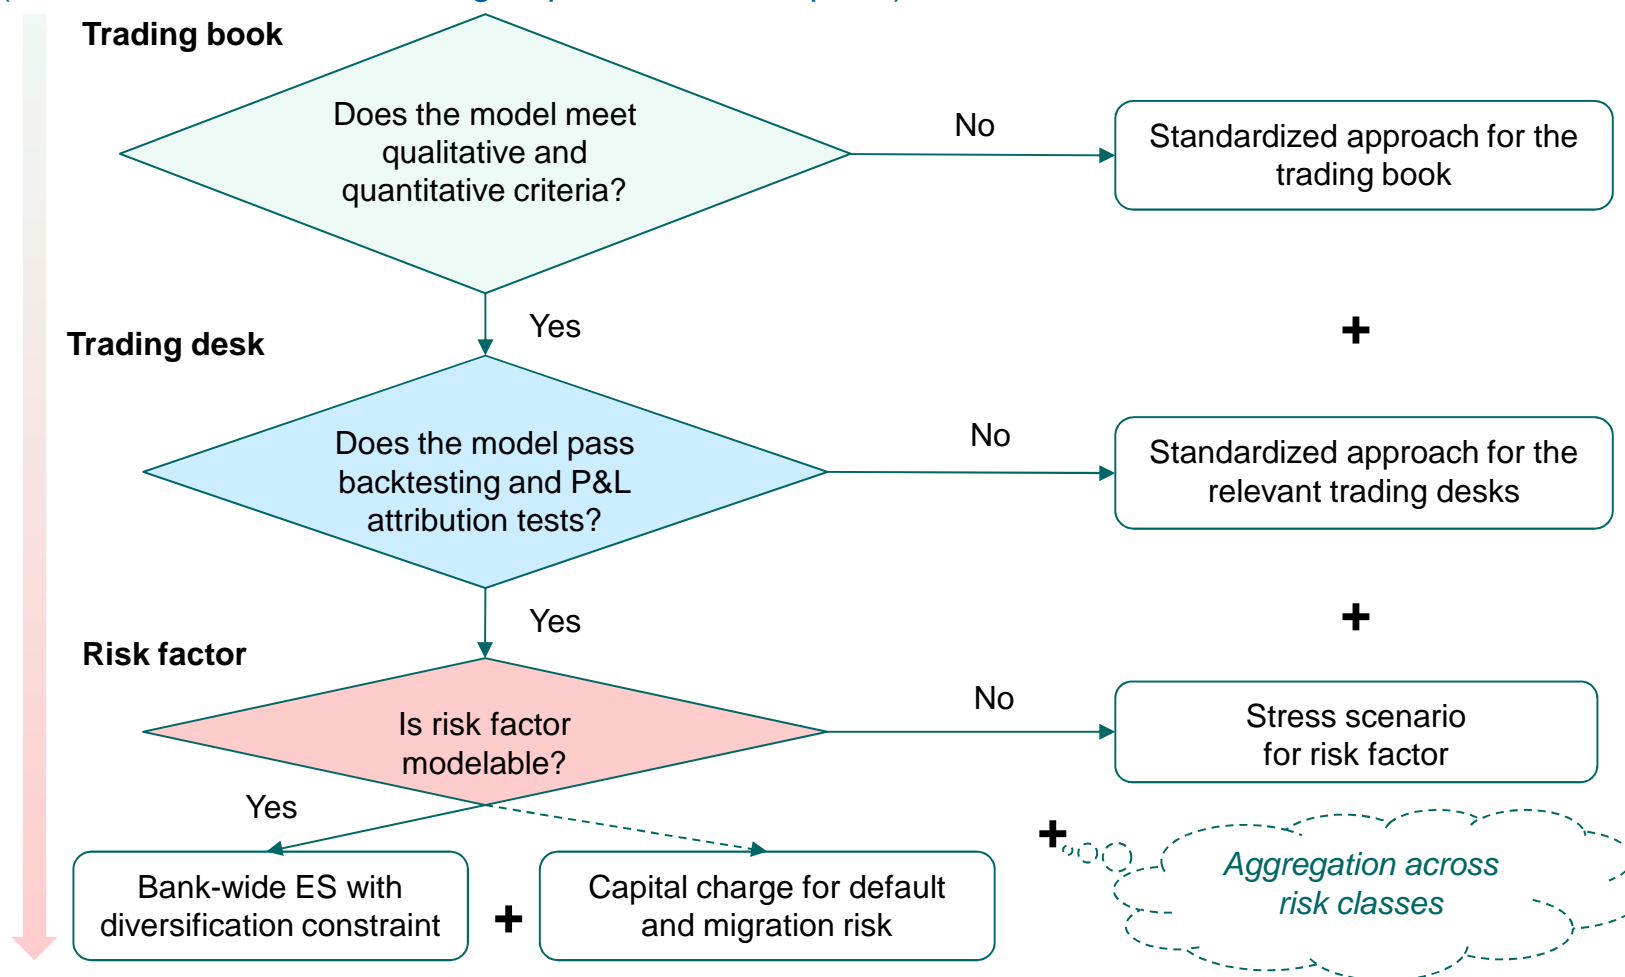 Trading book
Does the model meet
qualitative and
quantitative criteria?
No
Standardized approach for the
trading book
Yes
+
Trading desk
Does the model pass
backtesting and P&L
attribution tests?
No
Standardized approach for the
relevant trading desks
Yes
+
Risk factor
Is risk factor
modelable?
No
Stress scenario
for risk factor
Yes
+
Aggregation across
risk classes
Bank-wide ES with
diversification constraint
+
Capital charge for default
and migration risk